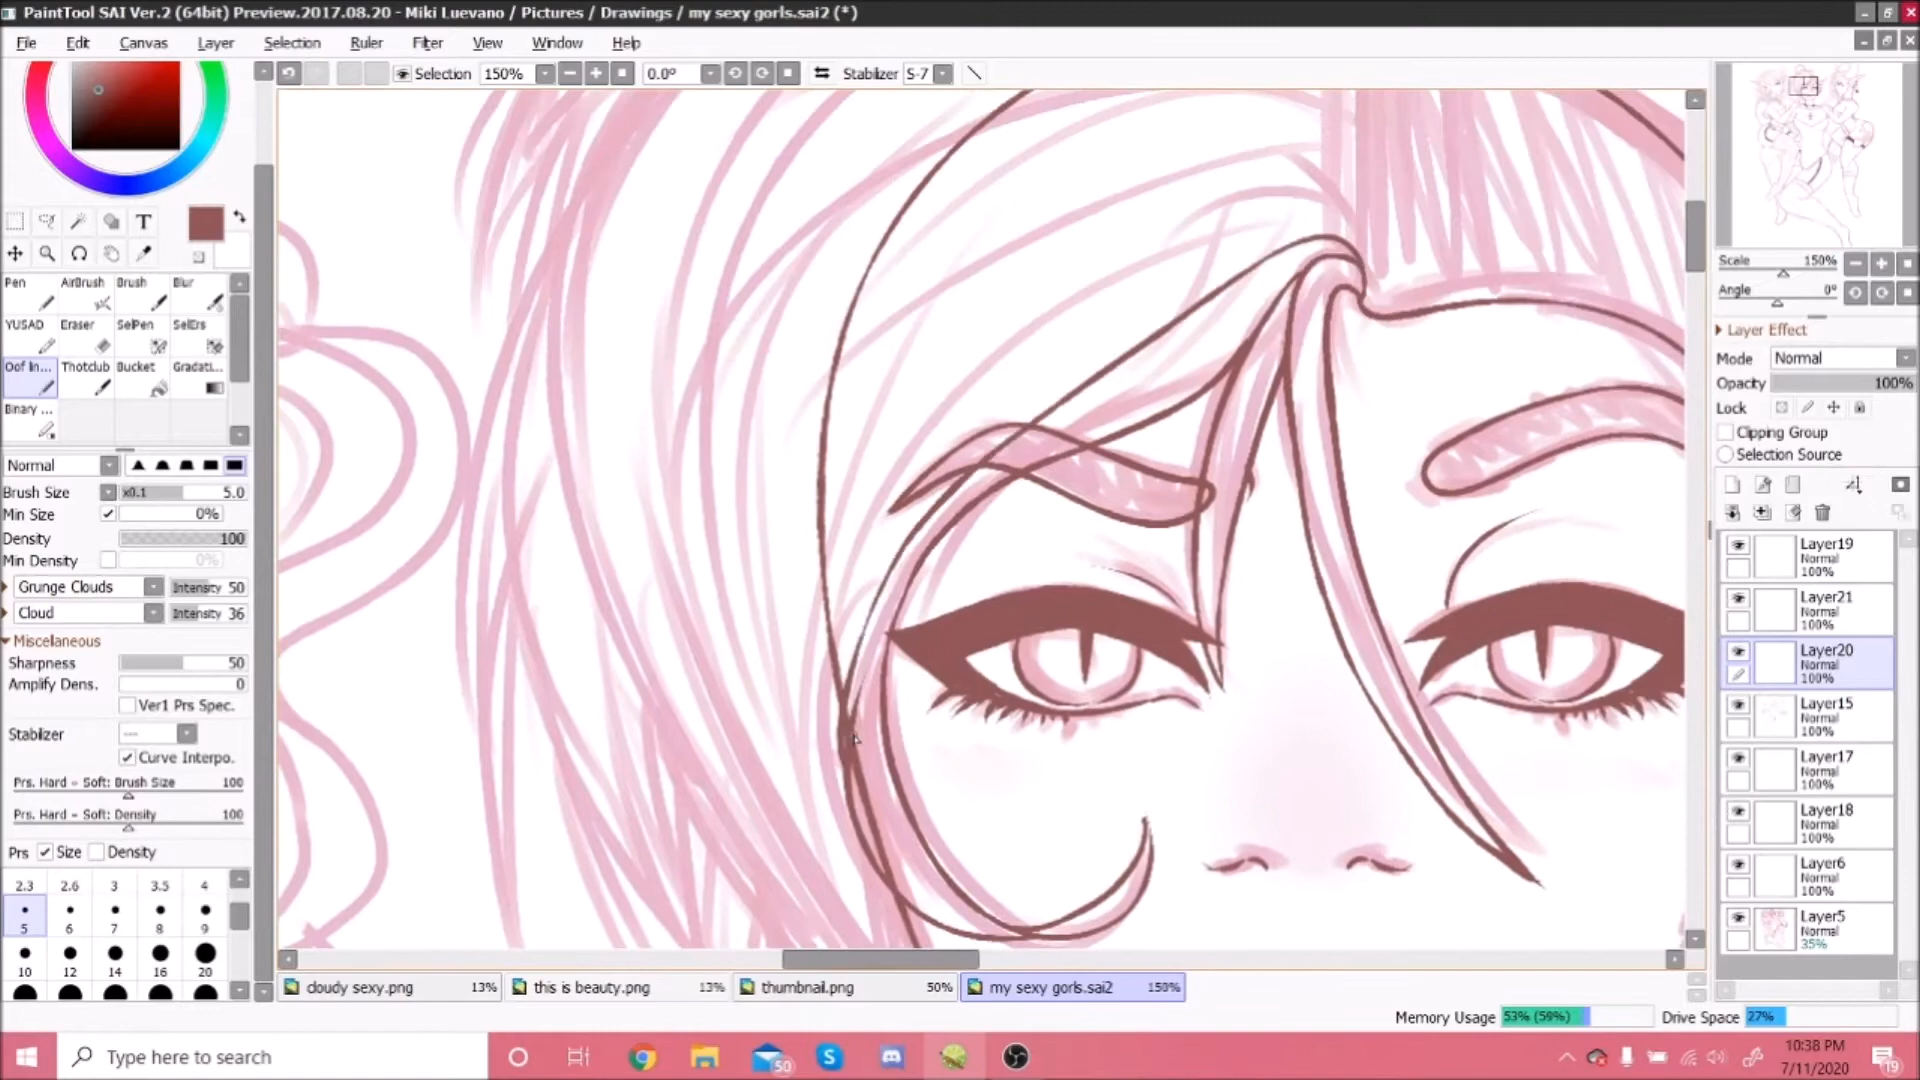 PaintTool SAI Ver.2 (64bit) Preview.2017.08.20 - Miki Luevano / Pictures / Drawings / my sexy gorls.sai2 (*)
File Edit Canvas Layer Selection Ruler Filter View Window Help
Selection 150% 0.0° Stabilizer S-7
T
Pen AirBrush Brush Blur
YUSAD Eraser SelPen SelErs
Oof In... Thotclub Bucket Gradati...
Binary ...
Normal
Brush Size x0.1 5.0
Min Size 0%
Density 100
Min Density 0%
Grunge Clouds Intensity 50
Cloud Intensity 36
Miscellaneous
Sharpness 50
Amplify Dens. 0
Ver1 Prs Spec.
Stabilizer ---
Curve Interpo.
Prs. Hard - Soft: Brush Size 100
Prs. Hard - Soft: Density 100
Prs Size Density
2.3 2.6 3 3.5 4
5 6 7 8 9
10 12 14 16 20
Scale 150%
Angle 0°
Layer Effect
Mode Normal
Opacity 100%
Lock
Clipping Group
Selection Source
Layer19
Normal
100%
Layer21
Normal
100%
Layer20
Normal
100%
Layer15
Normal
100%
Layer17
Normal
100%
Layer18
Normal
100%
Layer6
Normal
100%
Layer5
Normal
35%
cloudy sexy.png 13% this is beauty.png 13% thumbnail.png 50% my sexy gorls.sai2 150%
Memory Usage 53% (59%) Drive Space 27%
Type here to search
50
10:38 PM
7/11/2020
19